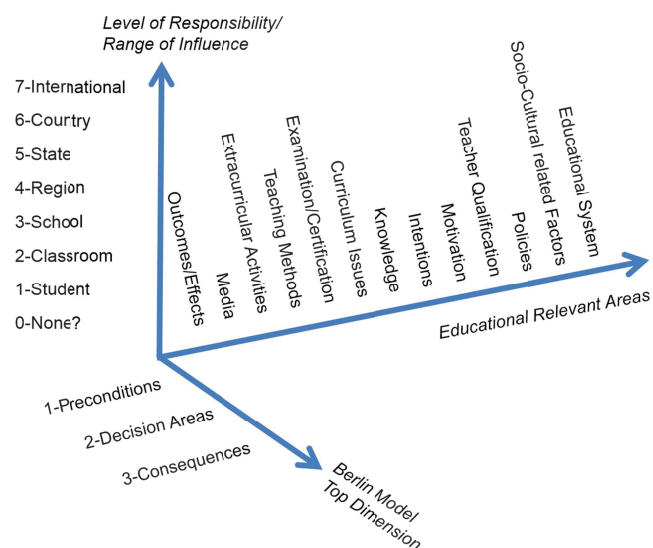 Level of Responsibility/
Range of Influence
7-International
6-Country
5-State
4-Region
3-School
2-Classroom
1-Student
0-None?
Outcomes/Effects
Media
Extracurricular Activities
Teaching Methods
Examination/Certification
Curriculum Issues
Knowledge
Intentions
Motivation
Teacher Qualification
Policies
Socio-Cultural related Factors
Educational System
Educational Relevant Areas
1-Preconditions
2-Decision Areas
3-Consequences
Berlin Model
Top Dimension